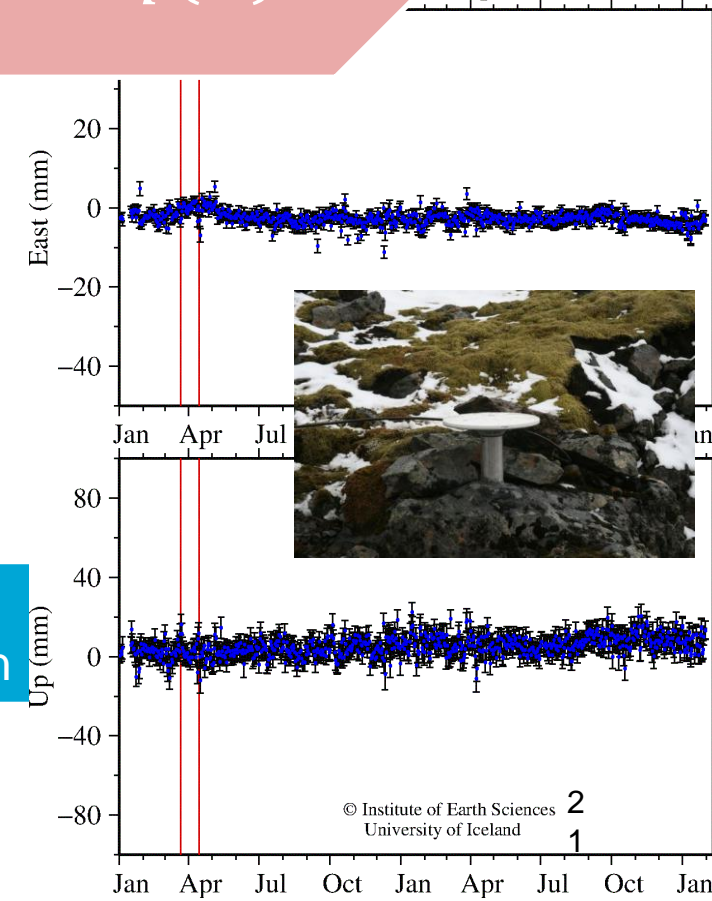 20
0
−20
−40
East (mm)
Jan Apr Jul
80
40
0
−40
−80
Up (mm)
© Institute of Earth Sciences
University of Iceland
2
1
Jan Apr Jul Oct Jan Apr Jul Oct Jan